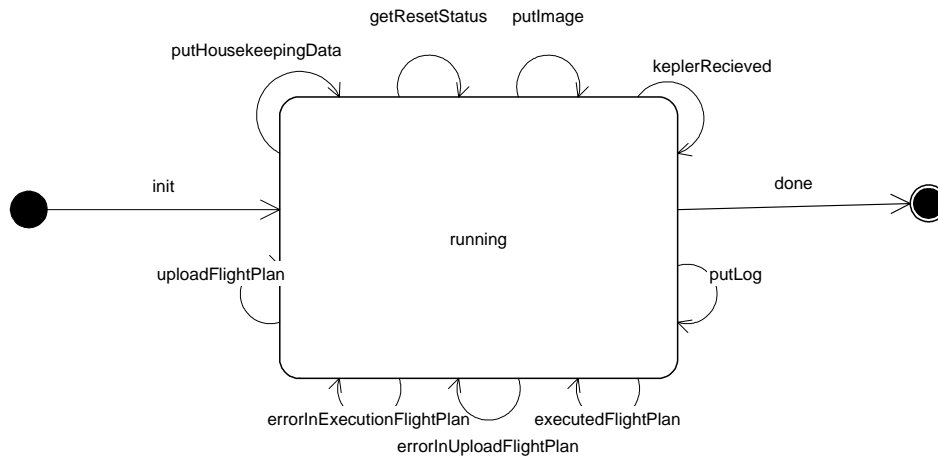 getResetStatus
putImage
putHousekeepingData
keplerRecieved
init
done
running
uploadFlightPlan
putLog
errorInExecutionFlightPlan
executedFlightPlan
errorInUploadFlightPlan